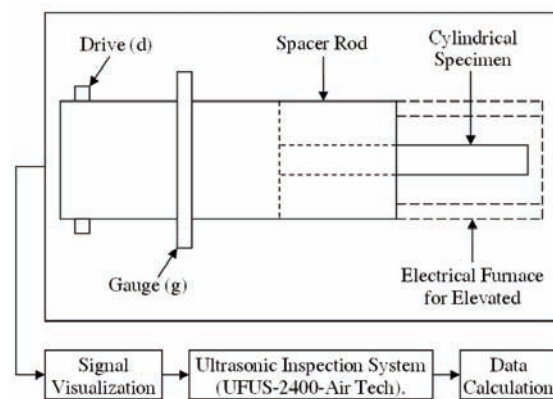 Drive (d)
Spacer Rod
Cylindrical
Specimen
Gauge (g)
Electrical Furnace
for Elevated
Signal
Visualization
Ultrasonic Inspection System
(UFUS-2400-Air Tech).
Data
Calculation